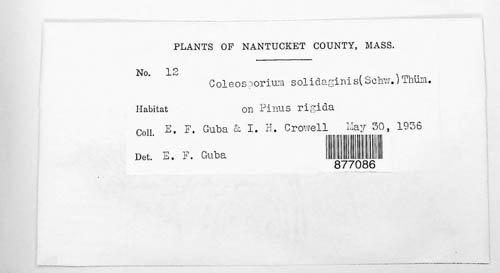 PLANTS OF NANTUCKET COUNTY, MASS.
No. 12
Coleosporium solidaginis(Schw.)Thüm.
Habitat on Pinus rigida
Coll. E. F. Guba & I. H. Crowell May 30, 1936
Det. E. F. Guba
877086